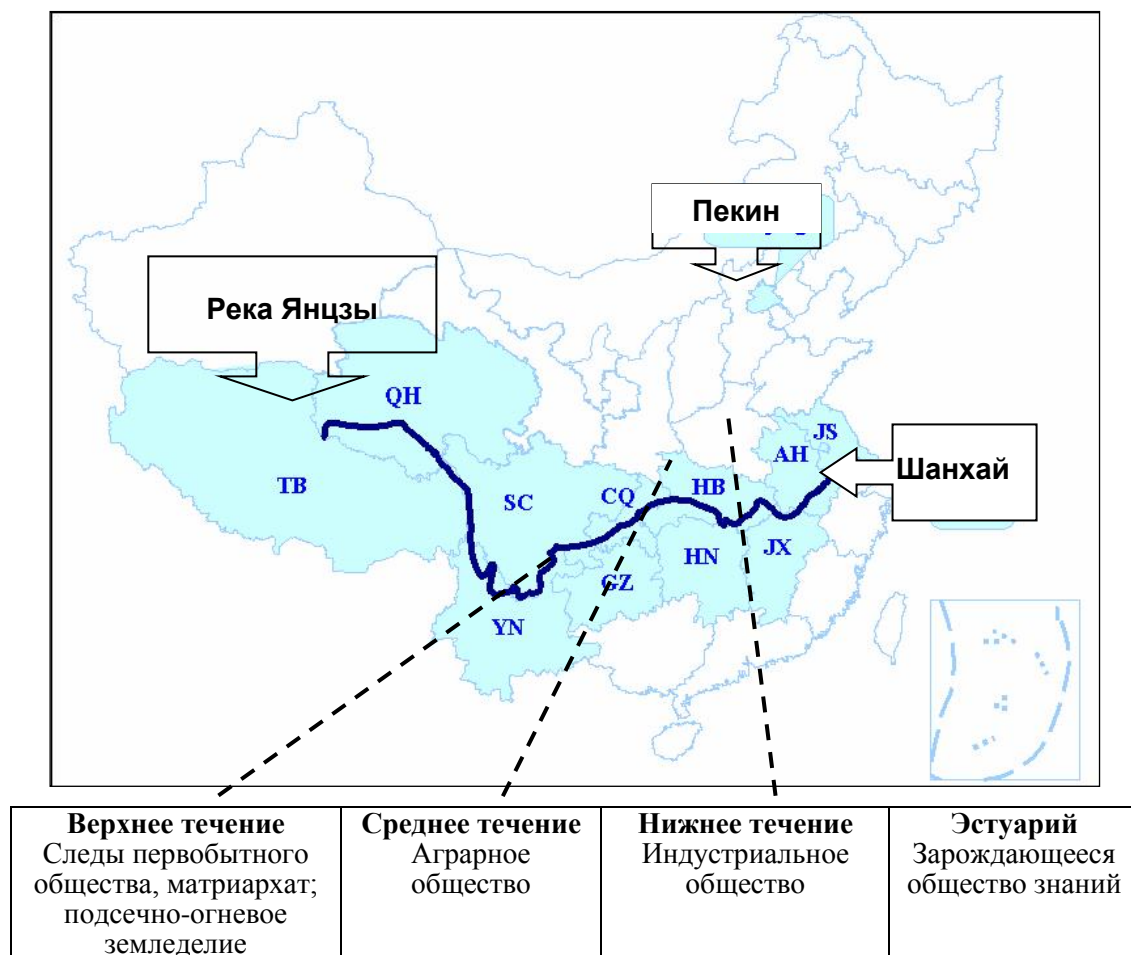 Пекин
Река Янцзы
QH
JS
AH
Шанхай
TB
SC
CQ
HB
HN
JX
GZ
YN
Верхнее течение
Следы первобытного
общества, матриархат;
подсечно-огневое
земледелие
Среднее течение
Аграрное
общество
Нижнее течение
Индустриальное
общество
Эстуарий
Зарождающееся
общество знаний